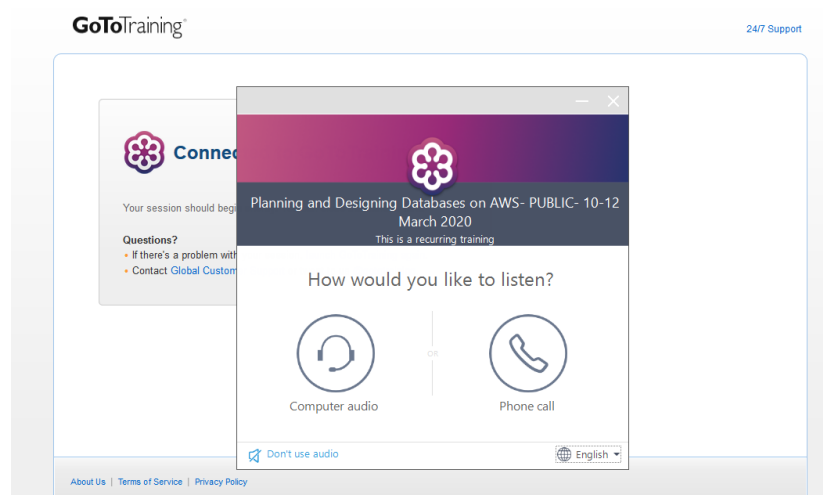 GoToTraining
24/7 Support
Connec
Your session should begi
Questions?
• If there's a problem with
• Contact Global Custom
Planning and Designing Databases on AWS- PUBLIC- 10-12
March 2020
This is a recurring training
How would you like to listen?
Computer audio
OR
Phone call
Don't use audio
English
About Us | Terms of Service | Privacy Policy